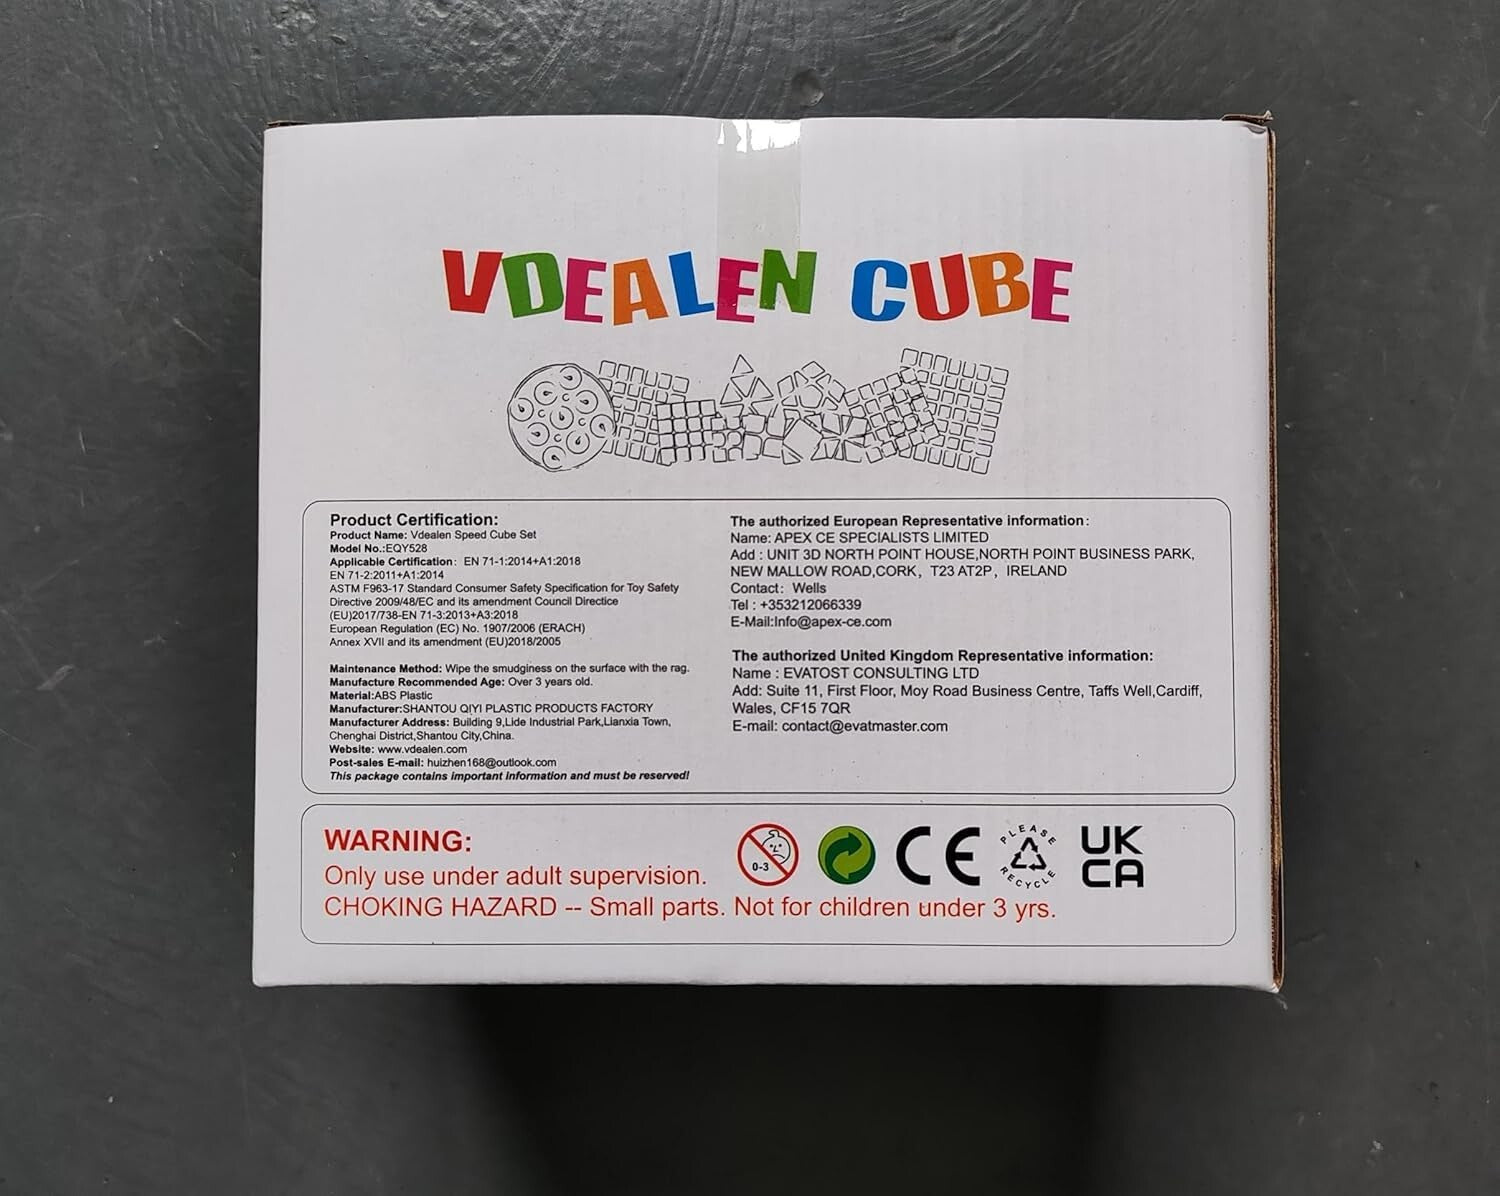 VDEALEN CUBE
Product Certification:
Product Name: Vdealen Speed Cube Set
Model No.:EQY528
Applicable Certification: EN 71-1:2014+A1:2018
EN 71-2:2011+A1:2014
ASTM F963-17 Standard Consumer Safety Specification for Toy Safety
Directive 2009/48/EC and its amendment Council Directive
(EU)2017/738-EN 71-3:2013+A3:2018
European Regulation (EC) No. 1907/2006 (ERACH)
Annex XVII and its amendment (EU)2018/2005
Maintenance Method: Wipe the smudginess on the surface with the rag.
Manufacture Recommended Age: Over 3 years old.
Material:ABS Plastic
Manufacturer:SHANTOU QIYI PLASTIC PRODUCTS FACTORY
Manufacturer Address: Building 9,Lide Industrial Park,Lianxia Town,
Chenghai District,Shantou City,China.
Website: www.vdealen.com
Post-sales E-mail: huizhen168@outlook.com
This package contains important information and must be reserved!
The authorized European Representative information:
Name: APEX CE SPECIALISTS LIMITED
Add : UNIT 3D NORTH POINT HOUSE,NORTH POINT BUSINESS PARK,
NEW MALLOW ROAD,CORK, T23 AT2P, IRELAND
Contact: Wells
Tel : +353212066339
E-Mail:Info@apex-ce.com
The authorized United Kingdom Representative information:
Name : EVATOST CONSULTING LTD
Add: Suite 11, First Floor, Moy Road Business Centre, Taffs Well,Cardiff,
Wales, CF15 7QR
E-mail: contact@evatmaster.com
WARNING:
Only use under adult supervision.
CHOKING HAZARD -- Small parts. Not for children under 3 yrs.
0-3
CE
PLEASE
RECYCLE
UK
CA